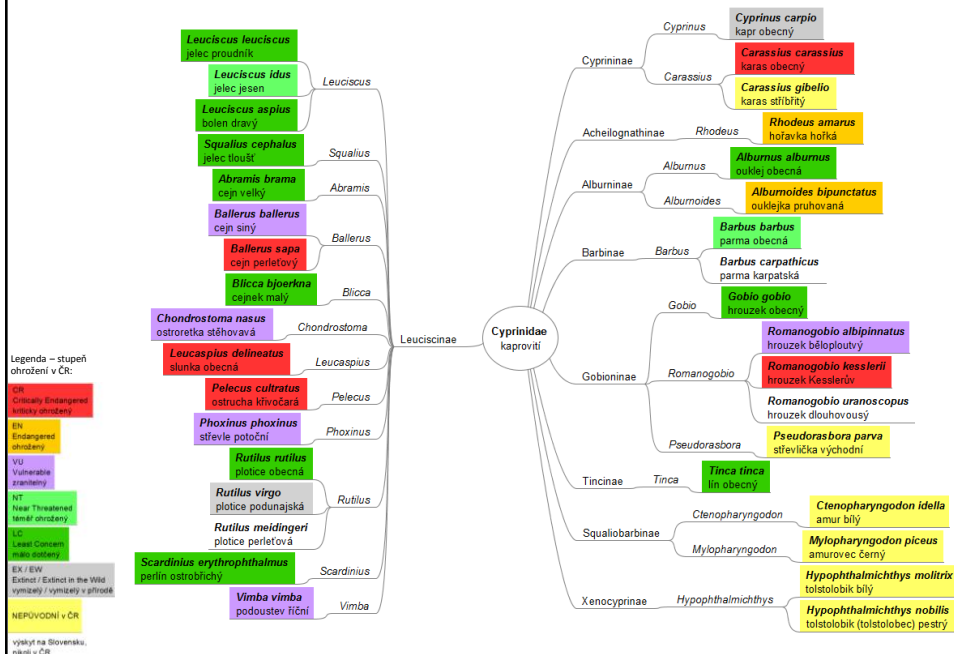 Leuciscus leuciscus
jelec proudník
Leuciscus idus
jelec jesen
Leuciscus aspius
bolen dravý
Leuciscus
Squalius cephalus
jelec tloušť
Squalius
Abramis brama
cejn velký
Abramis
Ballerus ballerus
cejn siný
Ballerus sapa
cejn perleťový
Ballerus
Blicca bjoerkna
cejnek malý
Blicca
Chondrostoma nasus
ostroretka stěhovavá
Chondrostoma
Leucaspius delineatus
slunka obecná
Leucaspius
Pelecus cultratus
ostrucha křivočará
Pelecus
Phoxinus phoxinus
střevle potoční
Phoxinus
Rutilus rutilus
plotice obecná
Rutilus virgo
plotice podunajská
Rutilus meidingeri
plotice perleťová
Rutilus
Scardinius erythrophthalmus
perlín ostrobřichý
Scardinius
Vimba vimba
podoustev říční
Vimba
Leuciscinae
Cyprinidae
kaprovití
Cyprininae
Cyprinus
Cyprinus carpio
kapr obecný
Carassius
Carassius carassius
karas obecný
Carassius gibelio
karas stříbřitý
Acheilognathinae
Rhodeus
Rhodeus amarus
hořavka hořká
Alburninae
Alburnus
Alburnus alburnus
ouklej obecná
Alburnoides
Alburnoides bipunctatus
ouklejka pruhovaná
Barbinae
Barbus
Barbus barbus
parma obecná
Barbus carpathicus
parma karpatská
Gobioninae
Gobio
Gobio gobio
hrouzek obecný
Romanogobio
Romanogobio albipinnatus
hrouzek běloploutvý
Romanogobio kesslerii
hrouzek Kesslerův
Romanogobio uranoscopus
hrouzek dlouhovousý
Pseudorasbora
Pseudorasbora parva
střevlička východní
Tincinae
Tinca
Tinca tinca
lín obecný
Squaliobarbinae
Ctenopharyngodon
Ctenopharyngodon idella
amur bílý
Mylopharyngodon
Mylopharyngodon piceus
amurovec černý
Xenocyprinae
Hypophthalmichthys
Hypophthalmichthys molitrix
tolstolobik bílý
Hypophthalmichthys nobilis
tolstolobik (tolstolobec) pestrý
Legenda – stupeň
ohrožení v ČR:
CR
Critically Endangered
kriticky ohrožený
EN
Endangered
ohrožený
VU
Vulnerable
zranitelný
NT
Near Threatened
téměř ohrožený
LC
Least Concern
málo dotčený
EX / EW
Extinct / Extinct in the Wild
vymizelý / vymizelý v přírodě
NEPŮVODNÍ v ČR
výskyt na Slovensku,
nikoli v ČR